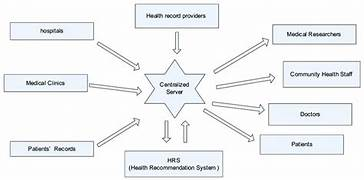 Health record providers
hospitals
Medical Researchers
Medical Clinics
Centralized
Server
Community Health Staff
Doctors
Patients' Records
Patients
HRS
(Health Recommendation System )